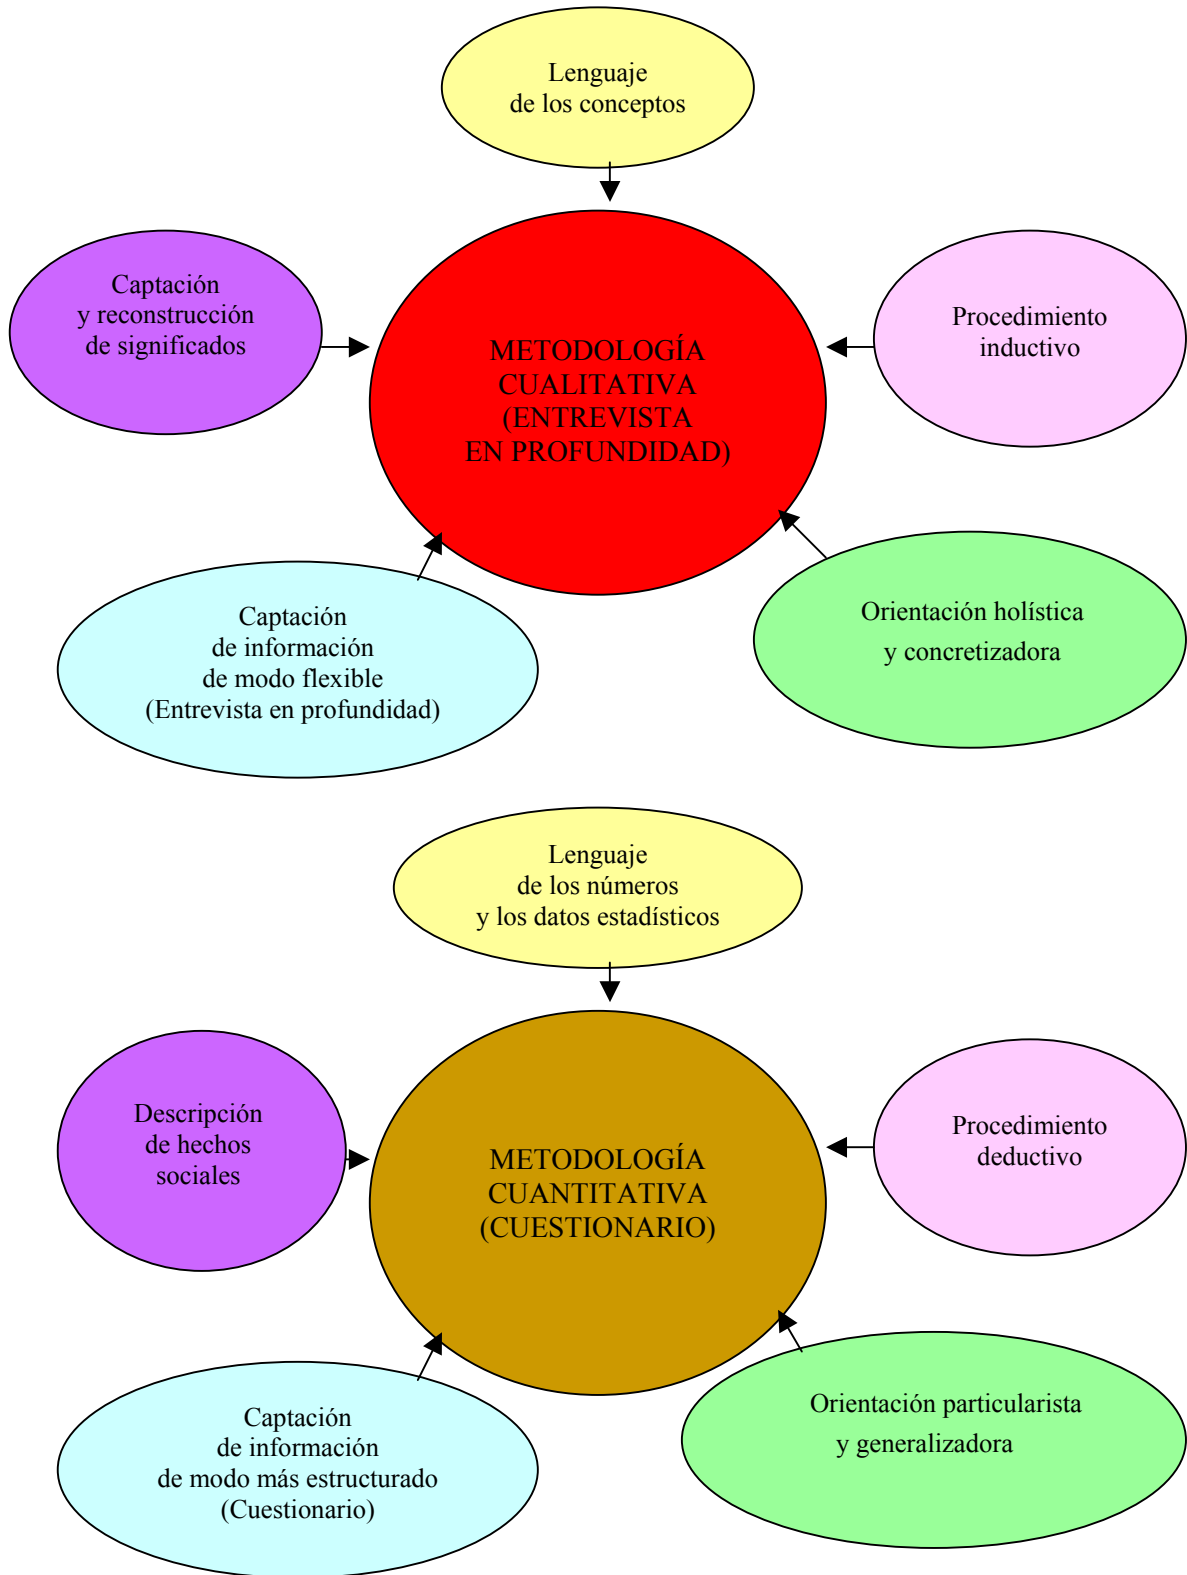 Lenguaje
de los conceptos
Captación
y reconstrucción
de significados
METODOLOGÍA
CUALITATIVA
(ENTREVISTA
EN PROFUNDIDAD)
Procedimiento
inductivo
Captación
de información
de modo flexible
(Entrevista en profundidad)
Orientación holística
y concretizadora
Lenguaje
de los números
y los datos estadísticos
Descripción
de hechos
sociales
METODOLOGÍA
CUANTITATIVA
(CUESTIONARIO)
Procedimiento
deductivo
Captación
de información
de modo más estructurado
(Cuestionario)
Orientación particularista
y generalizadora